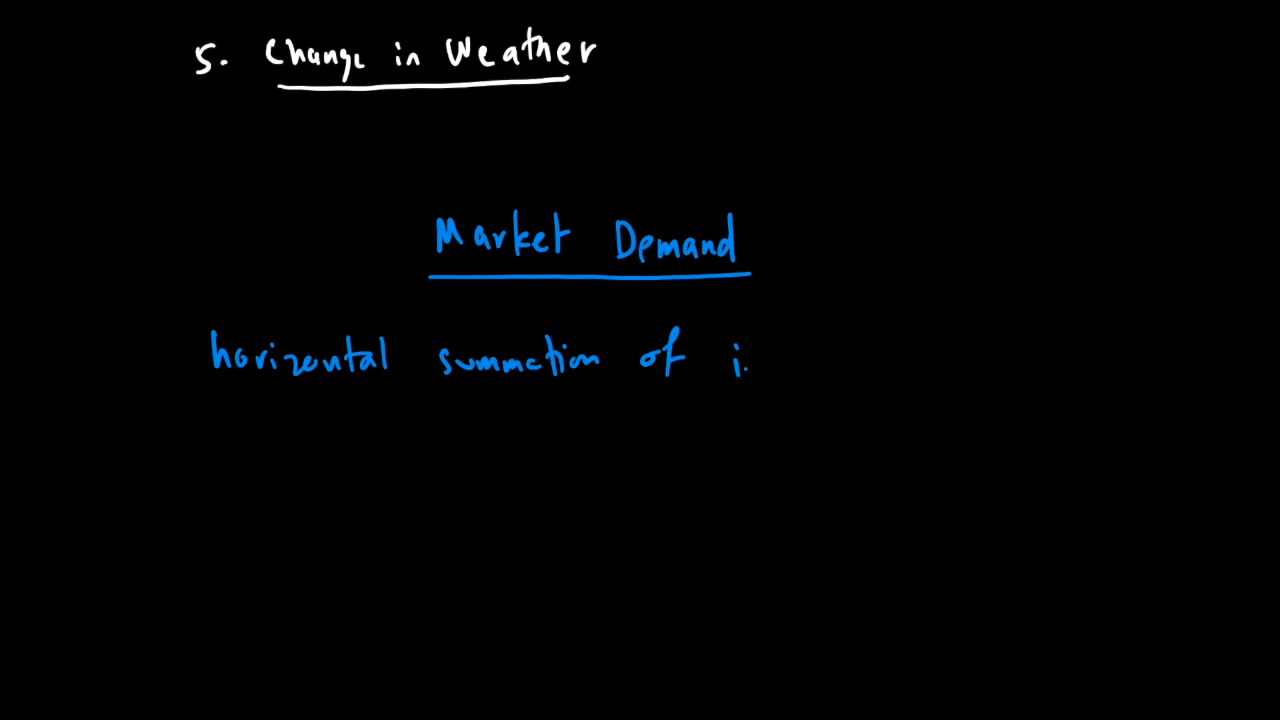 5. Change in Weather
Market Demand
horizontal summation of i.